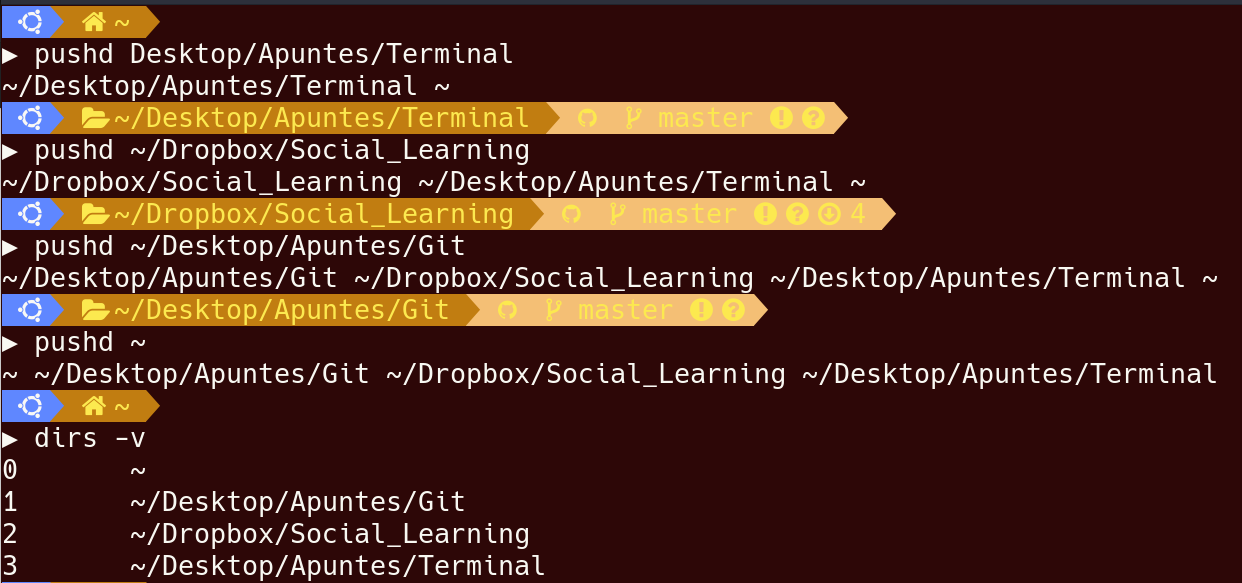 ~
▶ pushd Desktop/Apuntes/Terminal
~/Desktop/Apuntes/Terminal ~
~/Desktop/Apuntes/Terminal master
▶ pushd ~/Dropbox/Social_Learning
~/Dropbox/Social_Learning ~/Desktop/Apuntes/Terminal ~
~/Dropbox/Social_Learning master 4
▶ pushd ~/Desktop/Apuntes/Git
~/Desktop/Apuntes/Git ~/Dropbox/Social_Learning ~/Desktop/Apuntes/Terminal ~
~/Desktop/Apuntes/Git master
▶ pushd ~
~ ~/Desktop/Apuntes/Git ~/Dropbox/Social_Learning ~/Desktop/Apuntes/Terminal
~
▶ dirs -v
0 ~
1 ~/Desktop/Apuntes/Git
2 ~/Dropbox/Social_Learning
3 ~/Desktop/Apuntes/Terminal